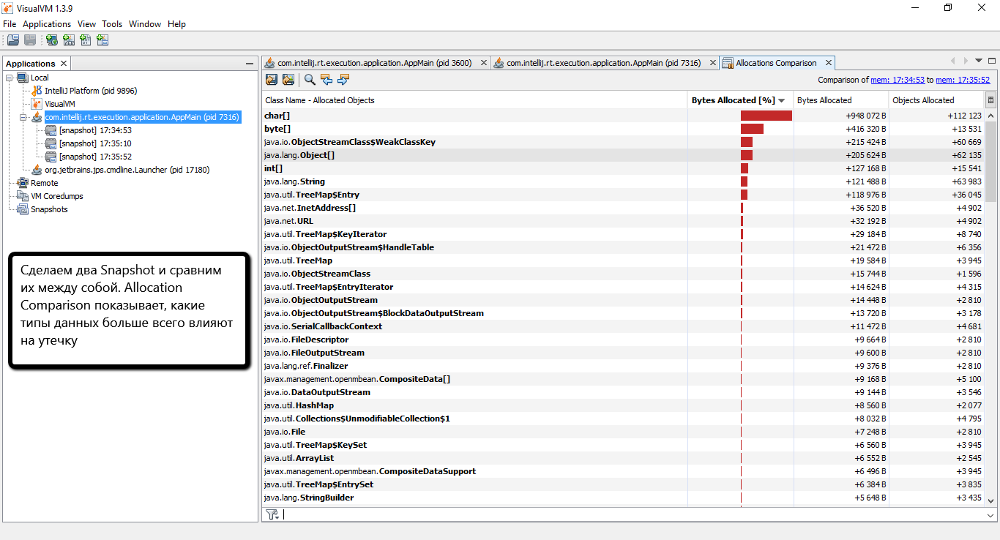 VisualVM 1.3.9
File Applications View Tools Window Help
Applications
Local
IntelliJ Platform (pid 9896)
VisualVM
com.intellij.rt.execution.application.AppMain (pid 7316)
[snapshot] 17:34:53
[snapshot] 17:35:10
[snapshot] 17:35:52
org.jetbrains.jps.cmdline.Launcher (pid 17180)
Remote
VM Coredumps
Snapshots
Сделаем два Snapshot и сравним
их между собой. Allocation
Comparison показывает, какие
типы данных больше всего влияют
на утечку
com.intellij.rt.execution.application.AppMain (pid 3600) com.intellij.rt.execution.application.AppMain (pid 7316) Allocations Comparison
Comparison of mem: 17:34:53 to mem: 17:35:52
Class Name - Allocated Objects Bytes Allocated [%] Bytes Allocated Objects Allocated
char[] +948 072 B +112 123
byte[] +416 320 B +13 531
java.io.ObjectStreamClass$WeakClassKey +215 424 B +60 669
java.lang.Object[] +205 624 B +62 135
int[] +127 168 B +15 541
java.lang.String +121 488 B +63 983
java.util.TreeMap$Entry +118 976 B +36 045
java.net.InetAddress[] +36 520 B +4 902
java.net.URL +32 192 B +4 902
java.util.TreeMap$KeyIterator +29 184 B +8 740
java.io.ObjectOutputStream$HandleTable +21 472 B +6 356
java.util.TreeMap +19 584 B +3 945
java.io.ObjectStreamClass +15 744 B +1 596
java.util.TreeMap$EntryIterator +14 624 B +4 315
java.io.ObjectOutputStream +14 448 B +2 810
java.io.ObjectOutputStream$BlockDataOutputStream +13 720 B +3 178
java.io.SerialCallbackContext +11 472 B +4 681
java.io.FileDescriptor +9 664 B +2 810
java.io.FileOutputStream +9 600 B +2 810
java.lang.ref.Finalizer +9 376 B +2 810
javax.management.openmbean.CompositeData[] +9 168 B +5 100
java.io.DataOutputStream +9 144 B +3 546
java.util.HashMap +8 560 B +2 077
java.util.Collections$UnmodifiableCollection$1 +8 032 B +4 795
java.io.File +7 248 B +2 810
java.util.TreeMap$KeySet +6 560 B +3 945
java.util.ArrayList +6 552 B +2 545
javax.management.openmbean.CompositeDataSupport +6 496 B +3 945
java.util.TreeMap$EntrySet +6 384 B +3 835
java.lang.StringBuilder +5 648 B +3 435